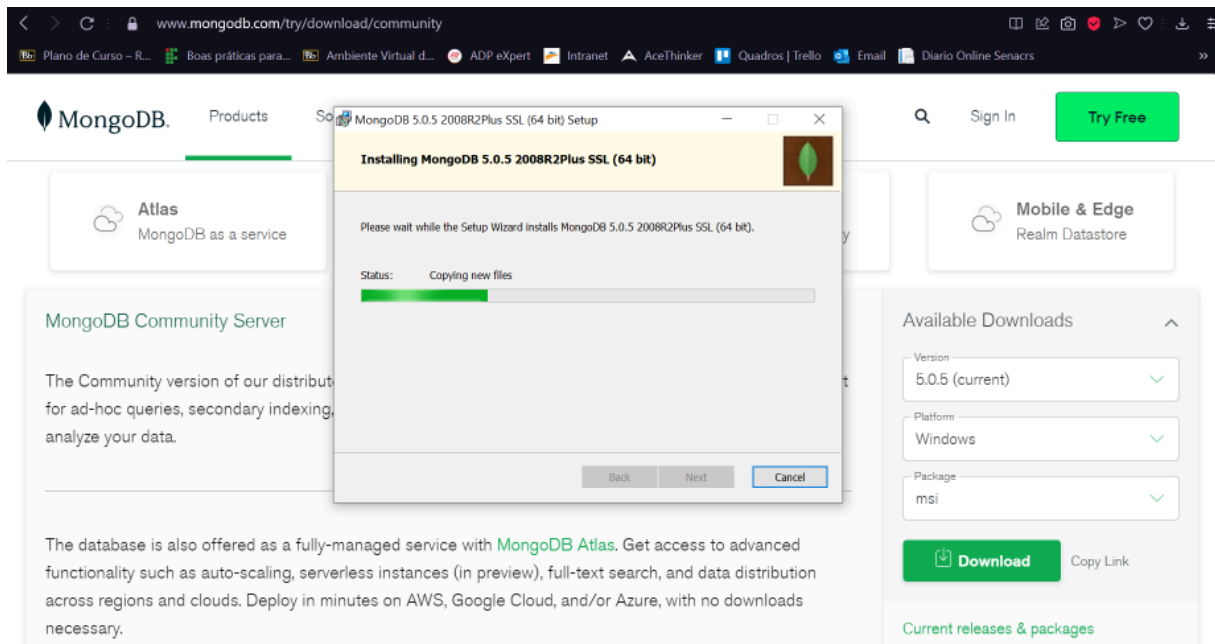 www.mongodb.com/try/download/community
Plano de Curso – R... Boas práticas para... Ambiente Virtual d... ADP eXpert Intranet AceThinker Quadros | Trello Email Diario Online Senacrs »
MongoDB. Products So
Sign In Try Free
MongoDB 5.0.5 2008R2Plus SSL (64 bit) Setup
Installing MongoDB 5.0.5 2008R2Plus SSL (64 bit)
Please wait while the Setup Wizard installs MongoDB 5.0.5 2008R2Plus SSL (64 bit).
Status: Copying new files
Back Next Cancel
Atlas
MongoDB as a service
y
Mobile & Edge
Realm Datastore
MongoDB Community Server
The Community version of our distribut
t
for ad-hoc queries, secondary indexing,
analyze your data.
The database is also offered as a fully-managed service with MongoDB Atlas. Get access to advanced
functionality such as auto-scaling, serverless instances (in preview), full-text search, and data distribution
across regions and clouds. Deploy in minutes on AWS, Google Cloud, and/or Azure, with no downloads
necessary.
Available Downloads
Version
5.0.5 (current)
Platform
Windows
Package
msi
Download Copy Link
Current releases & packages